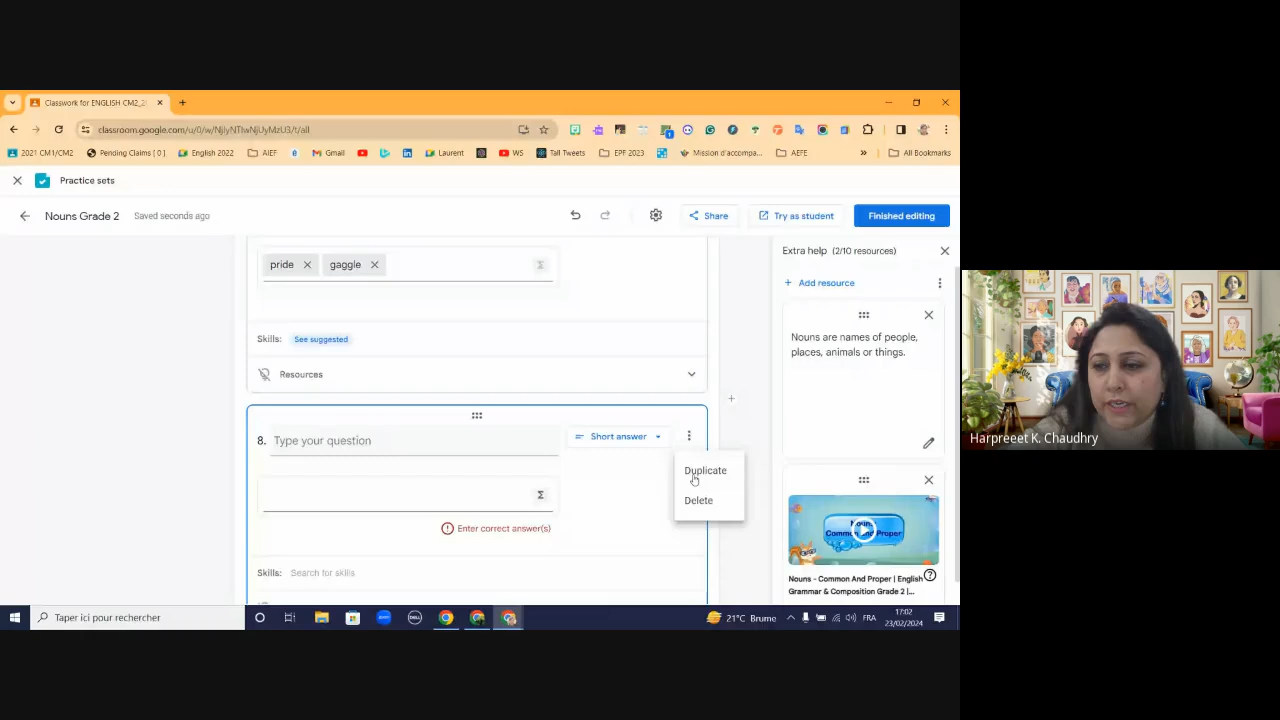 Classwork for ENGLISH CM2_2
classroom.google.com/u/0/w/NjIyNTIwNjUyMzU3/t/all
2021 CM1/CM2
Pending Claims [ 0 ]
English 2022
AIEF
Gmail
Laurent
WS
Tall Tweets
EPF 2023
Mission d'accompa...
AEFE
All Bookmarks
Practice sets
Nouns Grade 2
Saved seconds ago
Share
Try as student
Finished editing
pride
gaggle
Skills:
See suggested
Resources
8.
Type your question
Short answer
Duplicate
Delete
Enter correct answer(s)
Skills:
Search for skills
Extra help (2/10 resources)
+ Add resource
Nouns are names of people,
places, animals or things.
Nouns
Common and Proper
Nouns - Common And Proper | English
Grammar & Composition Grade 2 |...
Harpreeet K. Chaudhry
Taper ici pour rechercher
21°C Brume
FRA
17:02
23/02/2024